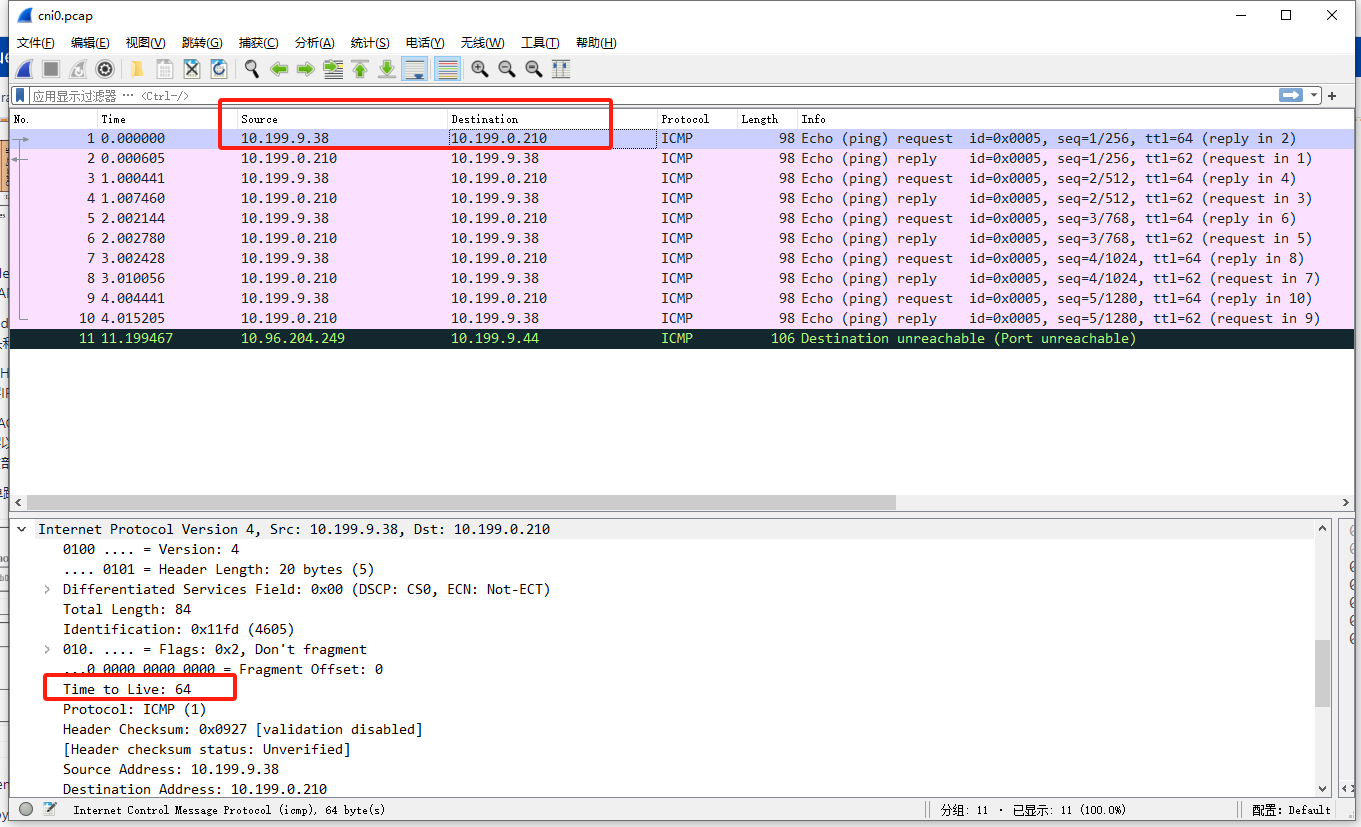 cni0.pcap
文件(F) 编辑(E) 视图(V) 跳转(G) 捕获(C) 分析(A) 统计(S) 电话(Y) 无线(W) 工具(T) 帮助(H)
应用显示过滤器 … <Ctrl-/>
No. Time Source Destination Protocol Length Info
1 0.000000 10.199.9.38 10.199.0.210 ICMP 98 Echo (ping) request id=0x0005, seq=1/256, ttl=64 (reply in 2)
2 0.000605 10.199.0.210 10.199.9.38 ICMP 98 Echo (ping) reply id=0x0005, seq=1/256, ttl=62 (request in 1)
3 1.000441 10.199.9.38 10.199.0.210 ICMP 98 Echo (ping) request id=0x0005, seq=2/512, ttl=64 (reply in 4)
4 1.007460 10.199.0.210 10.199.9.38 ICMP 98 Echo (ping) reply id=0x0005, seq=2/512, ttl=62 (request in 3)
5 2.002144 10.199.9.38 10.199.0.210 ICMP 98 Echo (ping) request id=0x0005, seq=3/768, ttl=64 (reply in 6)
6 2.002780 10.199.0.210 10.199.9.38 ICMP 98 Echo (ping) reply id=0x0005, seq=3/768, ttl=62 (request in 5)
7 3.002428 10.199.9.38 10.199.0.210 ICMP 98 Echo (ping) request id=0x0005, seq=4/1024, ttl=64 (reply in 8)
8 3.010056 10.199.0.210 10.199.9.38 ICMP 98 Echo (ping) reply id=0x0005, seq=4/1024, ttl=62 (request in 7)
9 4.004441 10.199.9.38 10.199.0.210 ICMP 98 Echo (ping) request id=0x0005, seq=5/1280, ttl=64 (reply in 10)
10 4.015205 10.199.0.210 10.199.9.38 ICMP 98 Echo (ping) reply id=0x0005, seq=5/1280, ttl=62 (request in 9)
11 11.199467 10.96.204.249 10.199.9.44 ICMP 106 Destination unreachable (Port unreachable)
Internet Protocol Version 4, Src: 10.199.9.38, Dst: 10.199.0.210
0100 .... = Version: 4
.... 0101 = Header Length: 20 bytes (5)
Differentiated Services Field: 0x00 (DSCP: CS0, ECN: Not-ECT)
Total Length: 84
Identification: 0x11fd (4605)
010. .... = Flags: 0x2, Don't fragment
...0 0000 0000 0000 = Fragment Offset: 0
Time to Live: 64
Protocol: ICMP (1)
Header Checksum: 0x0927 [validation disabled]
[Header checksum status: Unverified]
Source Address: 10.199.9.38
Destination Address: 10.199.0.210
Internet Control Message Protocol (icmp), 64 byte(s) 分组: 11 · 已显示: 11 (100.0%) 配置: Default